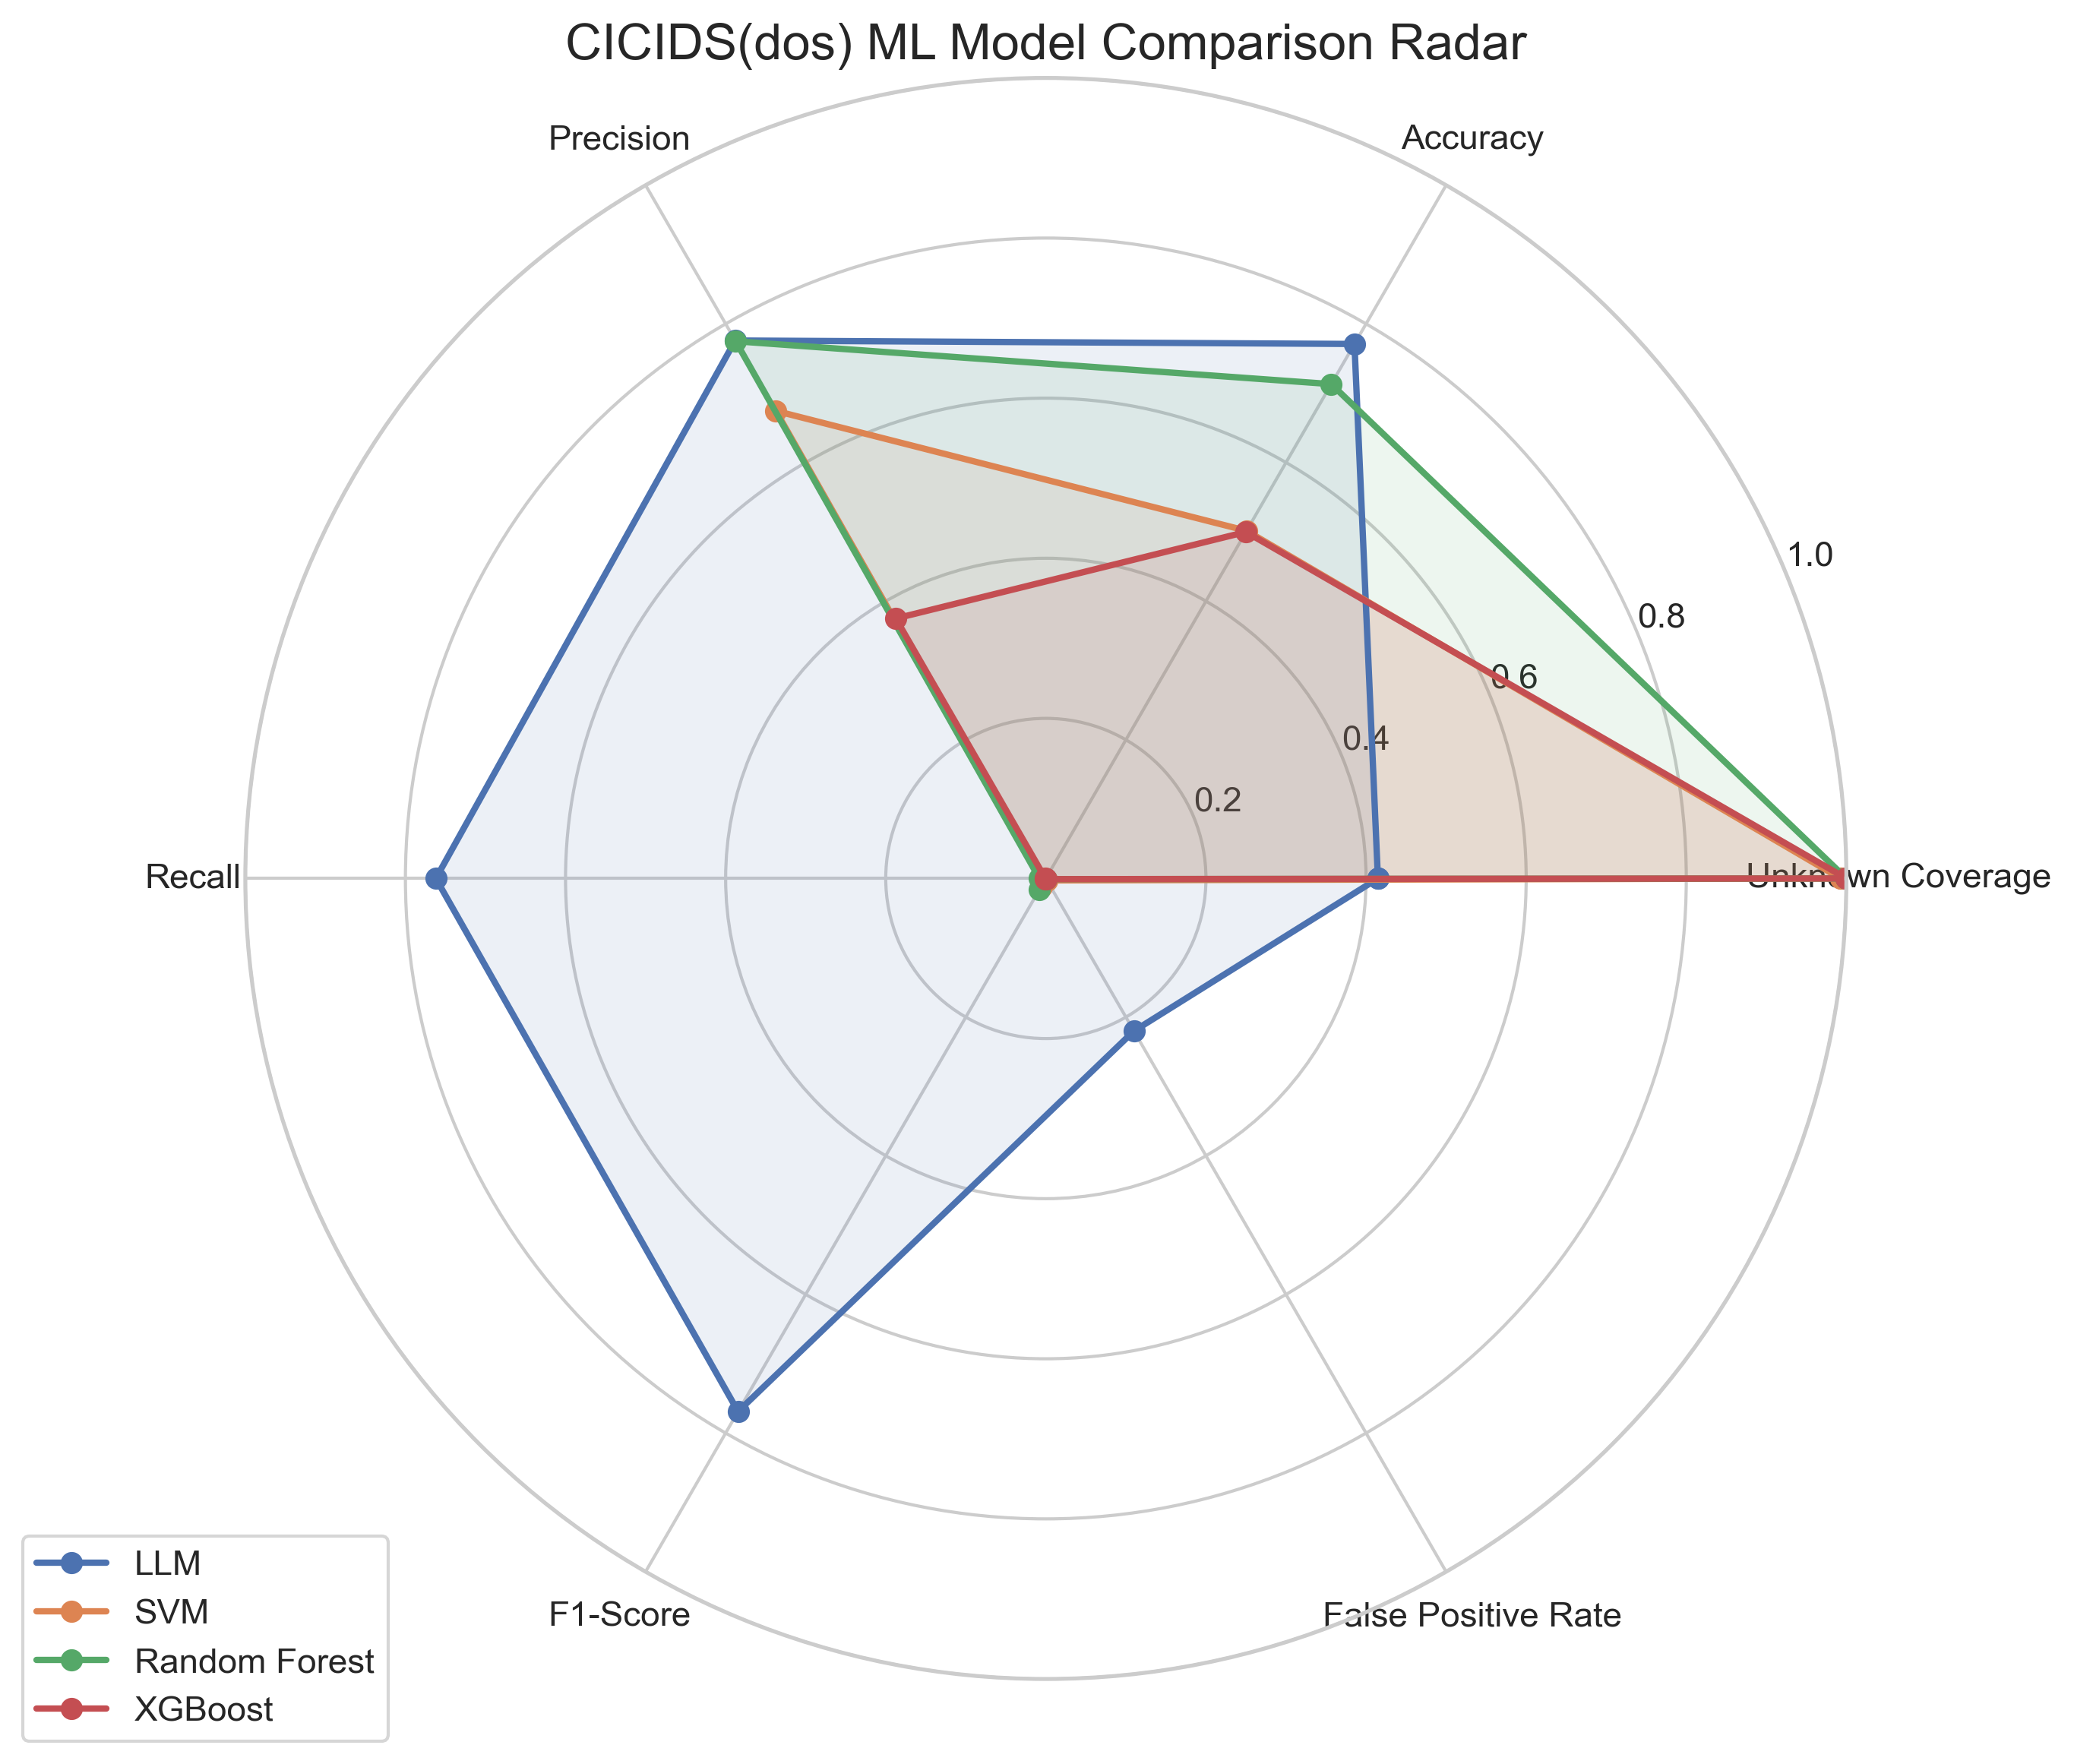 CICIDS(dos) ML Model Comparison Radar
Precision
Accuracy
1.0
0.8
0.6
0.4
0.2
Recall
Unknown Coverage
F1-Score
False Positive Rate
LLM
SVM
Random Forest
XGBoost